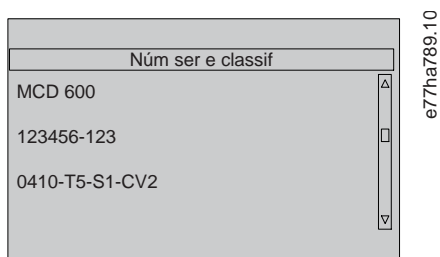 Núm ser e classif
MCD 600
123456-123
0410-T5-S1-CV2
e77ha789.10